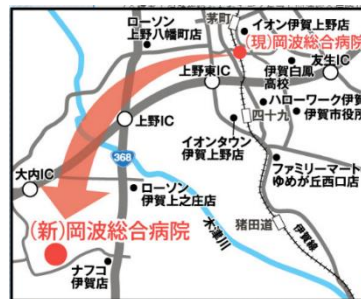 ローソン
上野八幡町店
茅町
イオン伊賀上野店
(現)岡波総合病院
伊賀白鳳
高校
友生IC
上野東IC
ハローワーク伊賀
伊賀市役所
四十九
上野IC
イオンタウン
伊賀上野店
368
ファミリーマート
ゆめが丘西口店
大内IC
ローソン
伊賀上之庄店
猪田道
伊賀線
(新)岡波総合病院
木津川
ナフコ
伊賀店